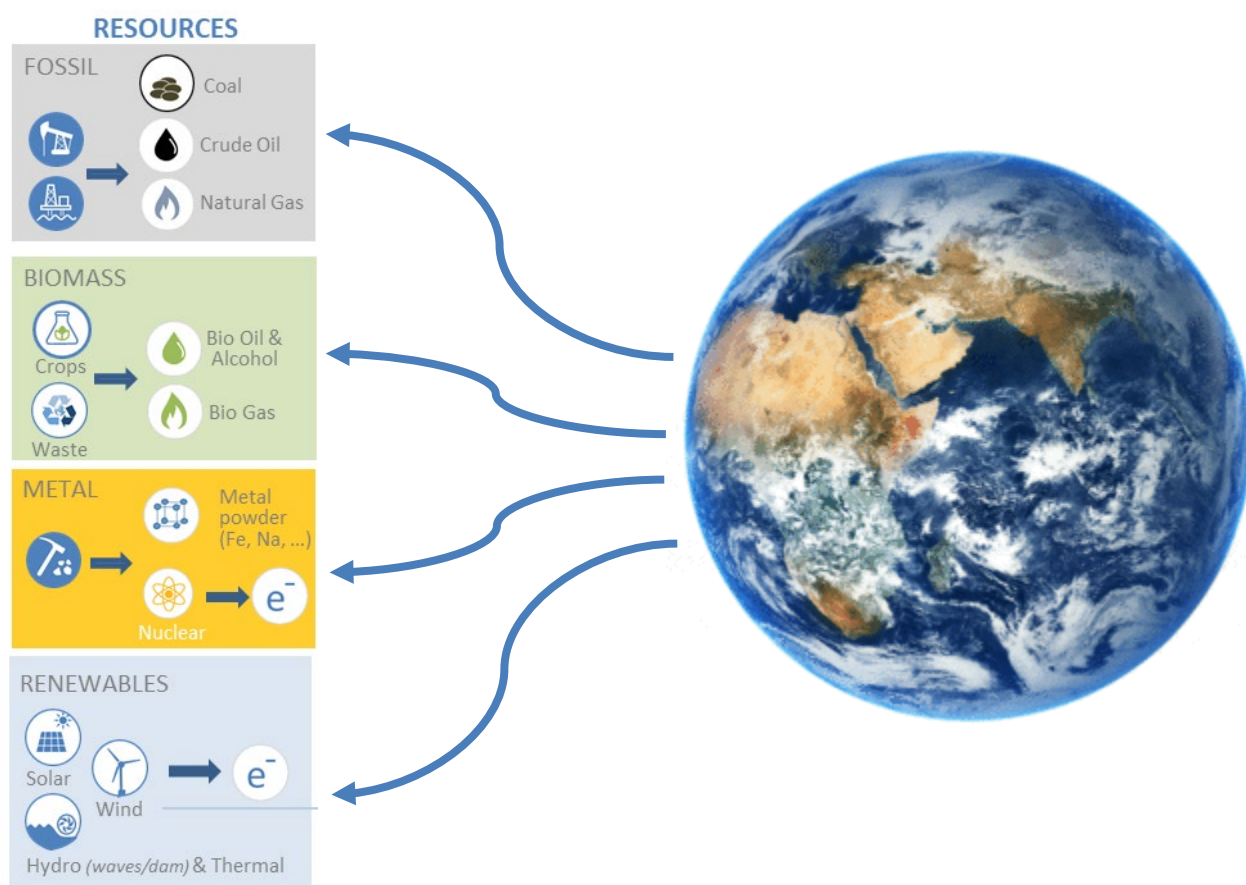 RESOURCES
FOSSIL
Coal
Crude Oil
Natural Gas
BIOMASS
Crops
Waste
Bio Oil &
Alcohol
Bio Gas
METAL
Metal
powder
(Fe, Na, ...)
Nuclear
e⁻
RENEWABLES
Solar
Wind
e⁻
Hydro (waves/dam) & Thermal